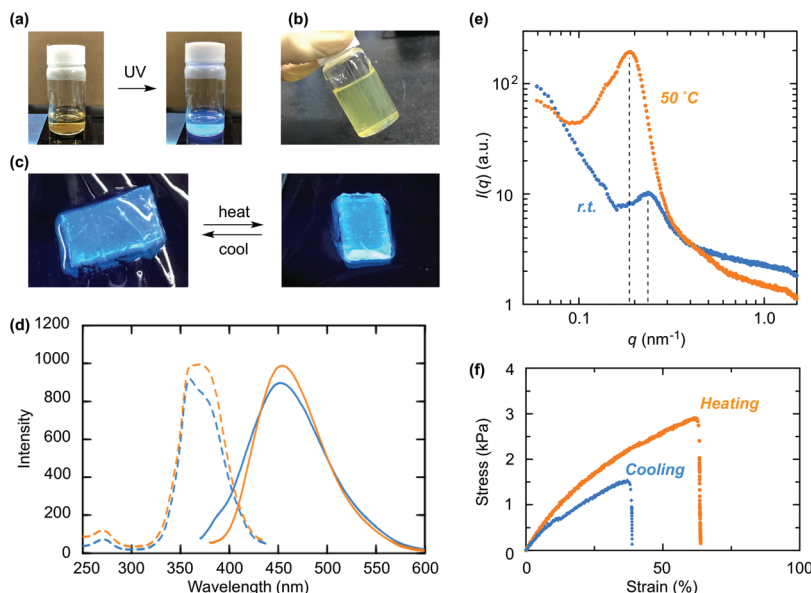 (a)
UV
(b)
(c)
heat
cool
(d)
1200
1000
800
600
400
200
0
Intensity
250 300 350 400 450 500 550 600
Wavelength (nm)
(e)
10²
10
1
I(q) (a.u.)
50 ˚C
r.t.
0.1 1.0
q (nm⁻¹)
(f)
4
3
2
1
0
Stress (kPa)
Heating
Cooling
0 25 50 75 100
Strain (%)